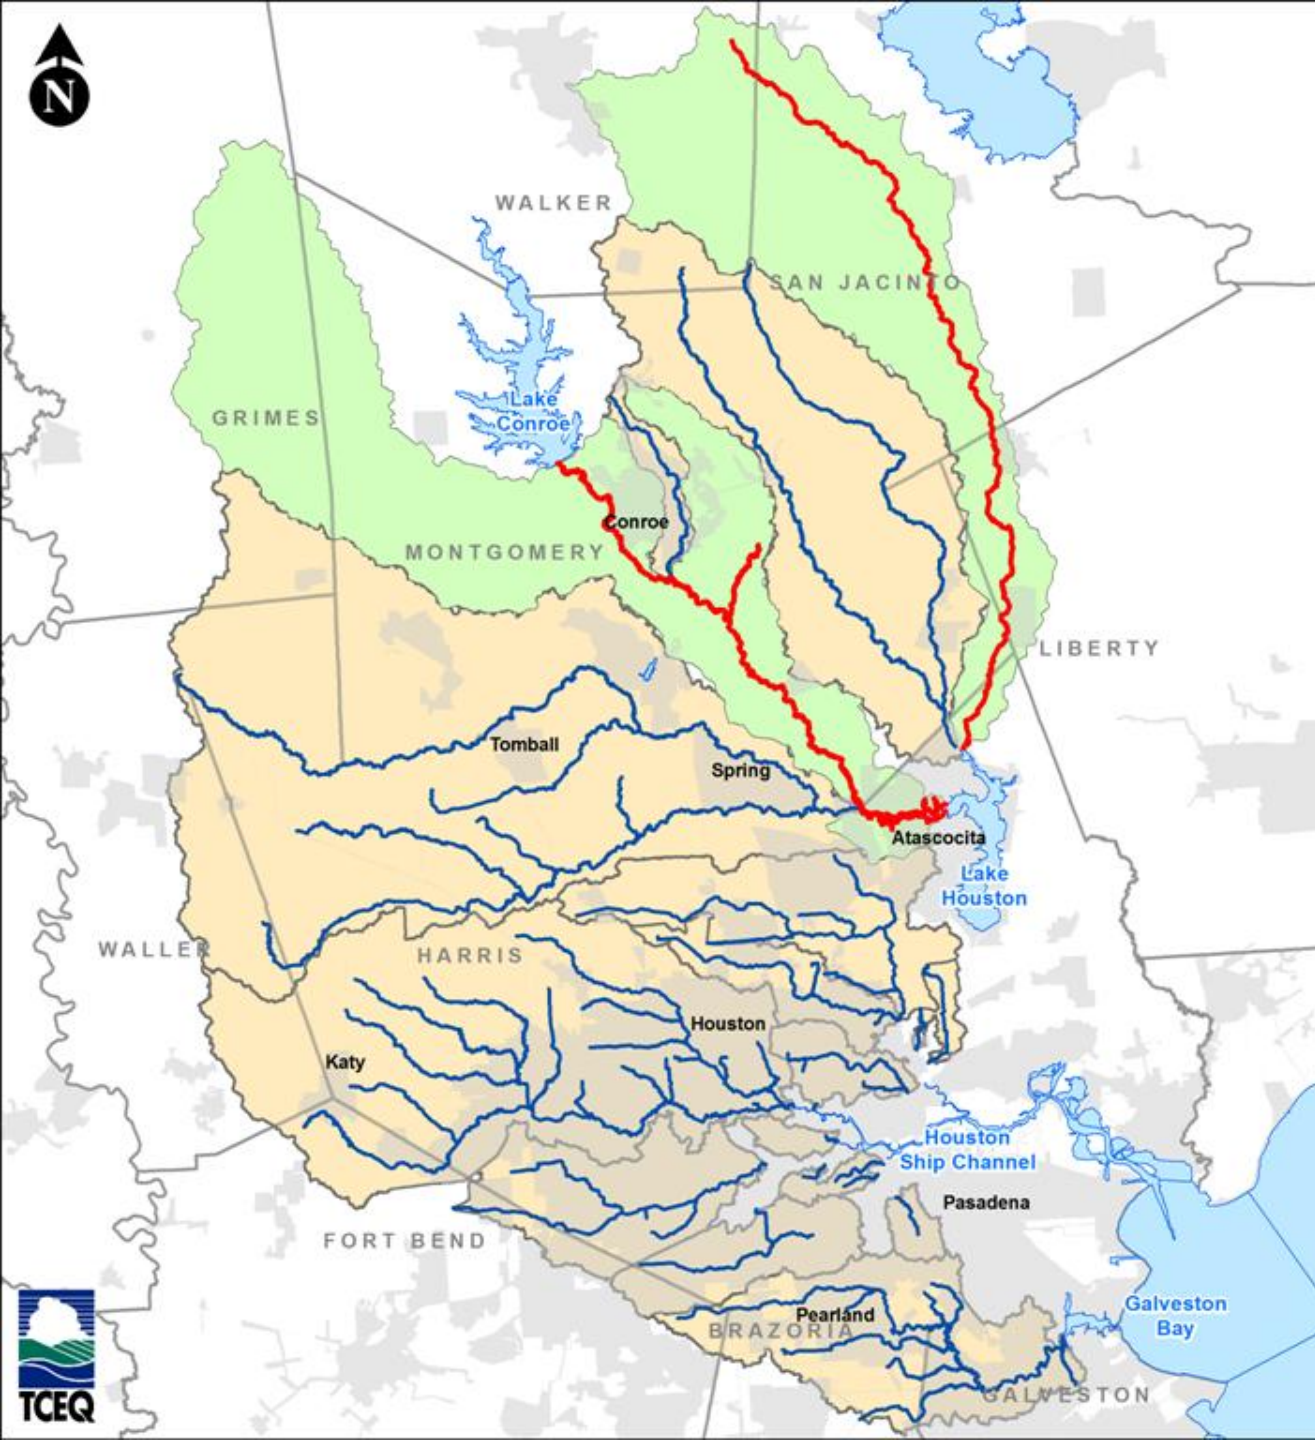 N
WALKER
SAN JACINTO
Lake
Conroe
GRIMES
Conroe
MONTGOMERY
LIBERTY
Tomball
Spring
Atascocita
Lake
Houston
WALLER
HARRIS
Houston
Katy
Houston
Ship Channel
Pasadena
FORT BEND
Galveston
Bay
Pearland
BRAZORIA
GALVESTON
TCEQ